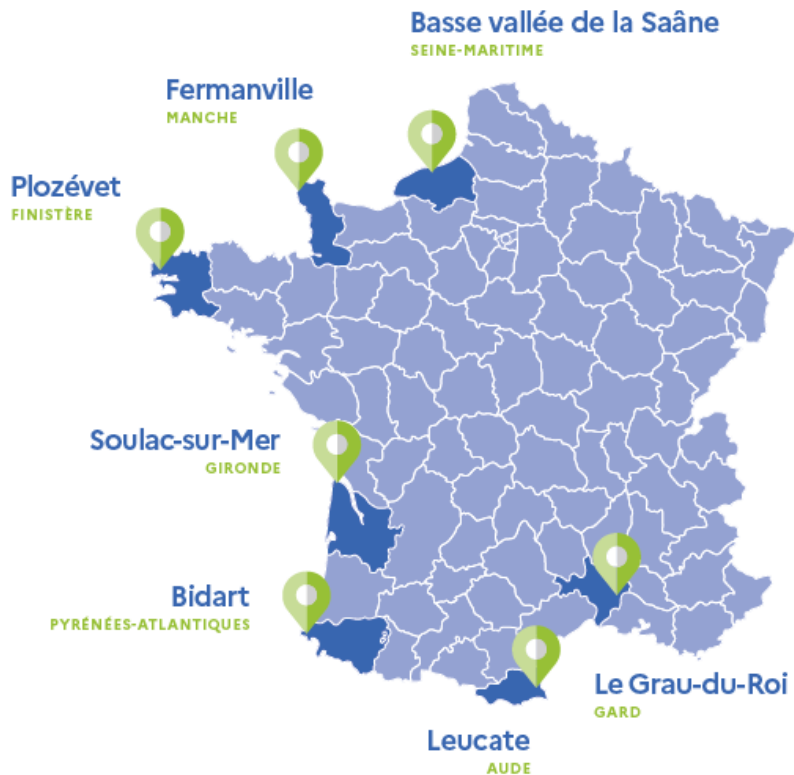 Basse vallée de la Saâne
SEINE-MARITIME
Fermanville
MANCHE
Plozévet
FINISTÈRE
Soulac-sur-Mer
GIRONDE
Bidart
PYRÉNÉES-ATLANTIQUES
Le Grau-du-Roi
GARD
Leucate
AUDE